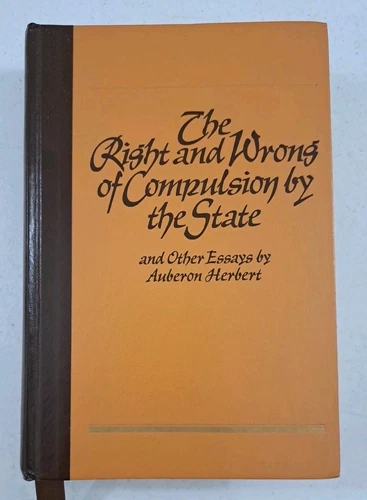 The
Right and Wrong
of Compulsion by
the State
and Other Essays by
Auberon Herbert